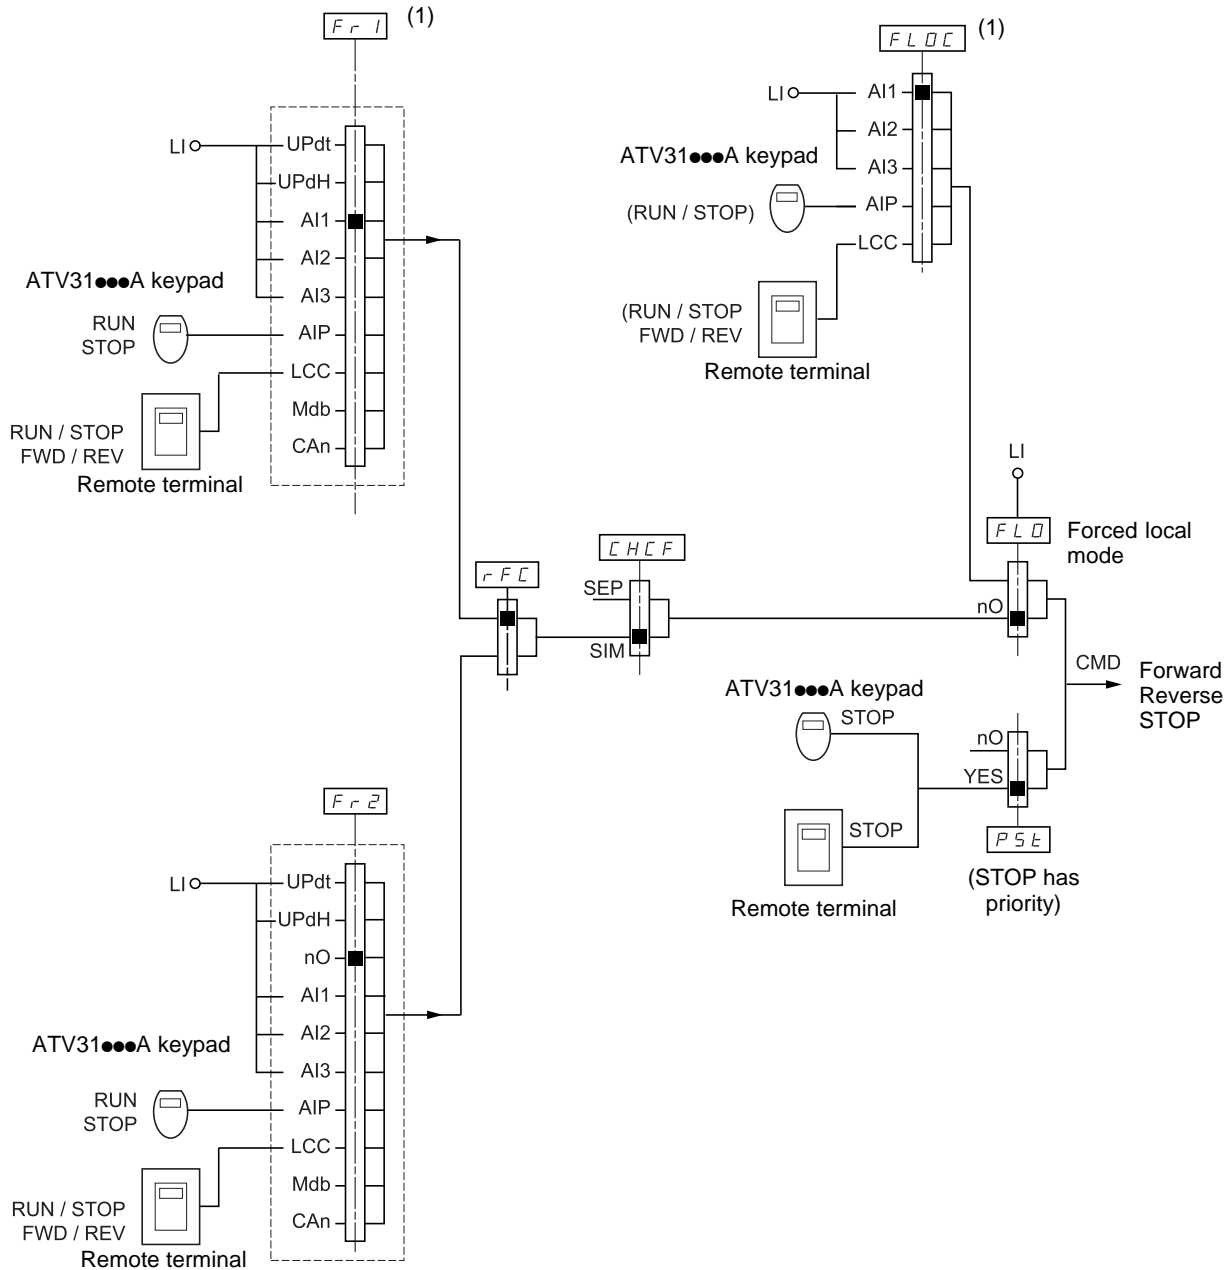 Fr1 (1)
LI
UPdt
UPdH
AI1
AI2
AI3
AIP
LCC
Mdb
CAn
ATV31●●●A keypad
RUN
STOP
RUN / STOP
FWD / REV
Remote terminal
FLOC (1)
LI
AI1
AI2
AI3
AIP
LCC
ATV31●●●A keypad
(RUN / STOP)
(RUN / STOP
FWD / REV
Remote terminal
LI
FLO
Forced local
mode
nO
rFC
CHCF
SEP
SIM
CMD
Forward
Reverse
STOP
ATV31●●●A keypad
STOP
STOP
Remote terminal
nO
YES
PSt
(STOP has
priority)
Fr2
LI
UPdt
UPdH
nO
AI1
AI2
AI3
AIP
LCC
Mdb
CAn
ATV31●●●A keypad
RUN
STOP
RUN / STOP
FWD / REV
Remote terminal